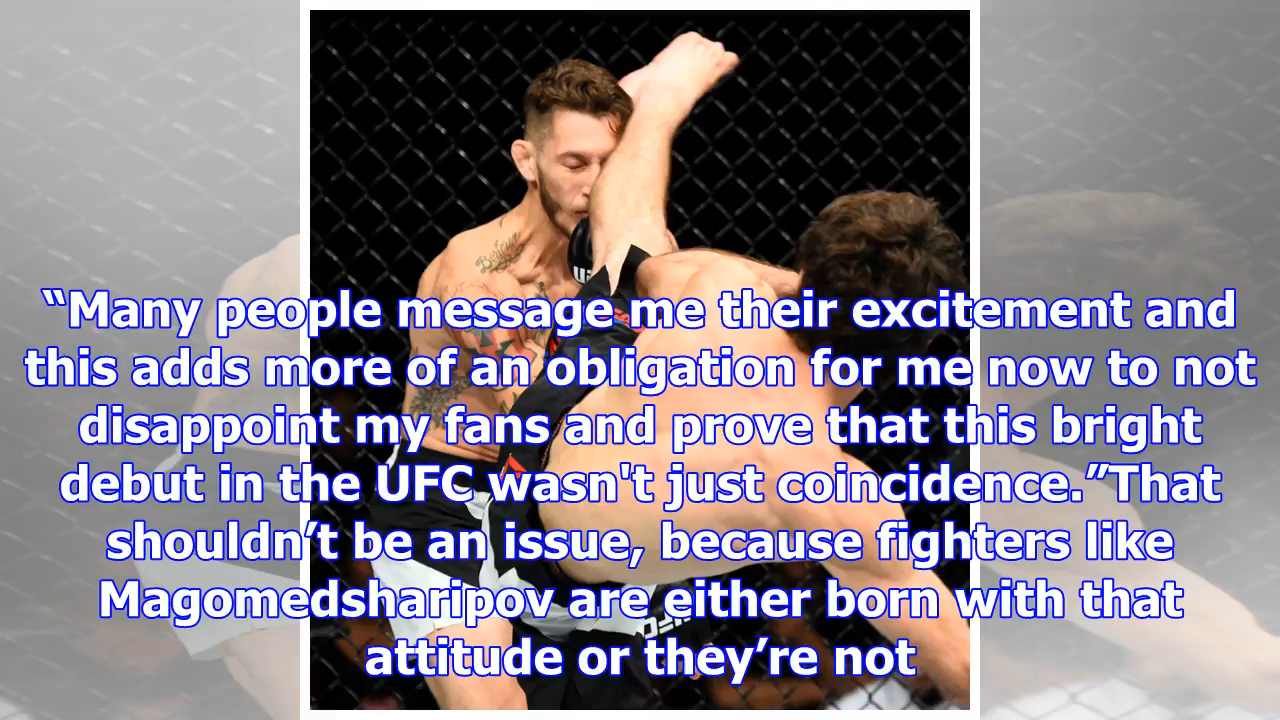 “Many people message me their excitement and
this adds more of an obligation for me now to not
disappoint my fans and prove that this bright
debut in the UFC wasn't just coincidence.”That
shouldn’t be an issue, because fighters like
Magomedsharipov are either born with that
attitude or they’re not
UFC